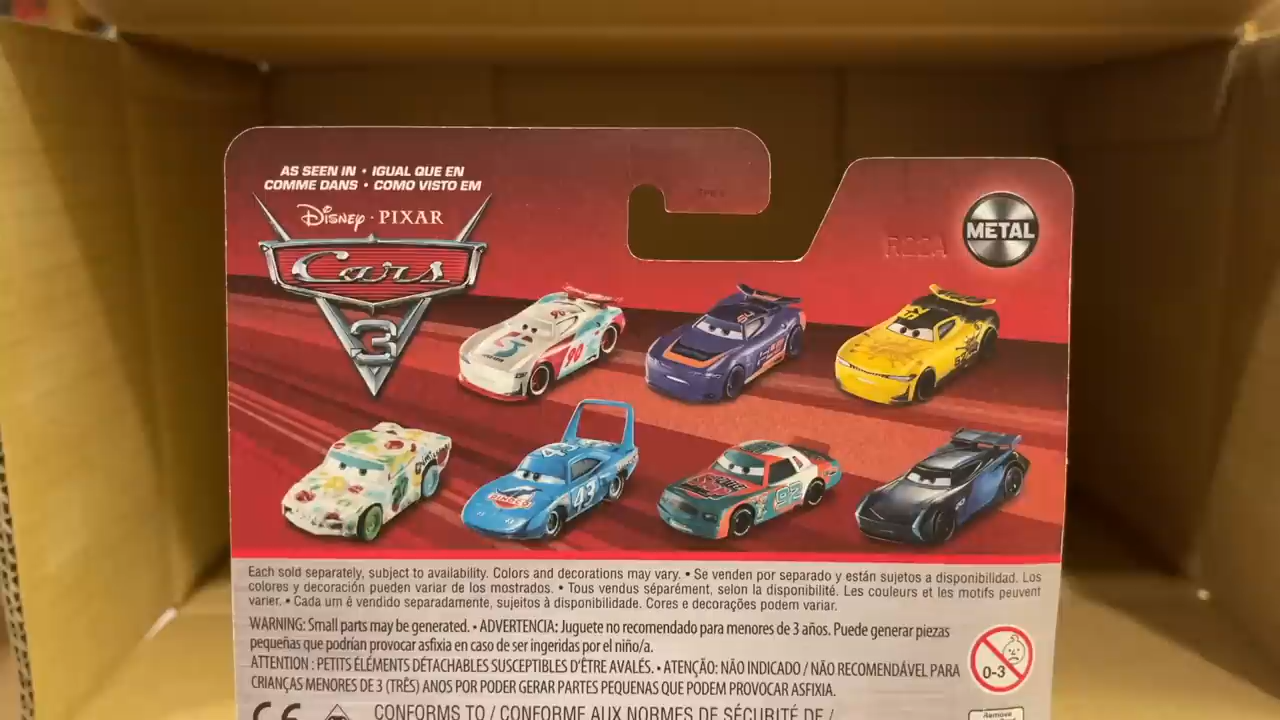 AS SEEN IN • IGUAL QUE EN
COMME DANS • COMO VISTO EM
Disney • PIXAR
Cars
3
METAL
RCCA
90
92
43
Each sold separately, subject to availability. Colors and decorations may vary. • Se venden por separado y están sujetos a disponibilidad. Los
colores y decoración pueden variar de los mostrados. • Tous vendus séparément, selon la disponibilité. Les couleurs et les motifs peuvent
varier. • Cada um é vendido separadamente, sujeitos à disponibilidade. Cores e decorações podem variar.
WARNING: Small parts may be generated. • ADVERTENCIA: Juguete no recomendado para menores de 3 años. Puede generar piezas
pequeñas que podrían provocar asfixia en caso de ser ingeridas por el niño/a.
ATTENTION : PETITS ÉLÉMENTS DÉTACHABLES SUSCEPTIBLES D'ÊTRE AVALÉS. • ATENÇÃO: NÃO INDICADO / NÃO RECOMENDÁVEL PARA
CRIANÇAS MENORES DE 3 (TRÊS) ANOS POR PODER GERAR PARTES PEQUENAS QUE PODEM PROVOCAR ASFIXIA.
0-3
CE
CONFORMS TO / CONFORME AUX NORMES DE SÉCURITÉ DE /
Remove